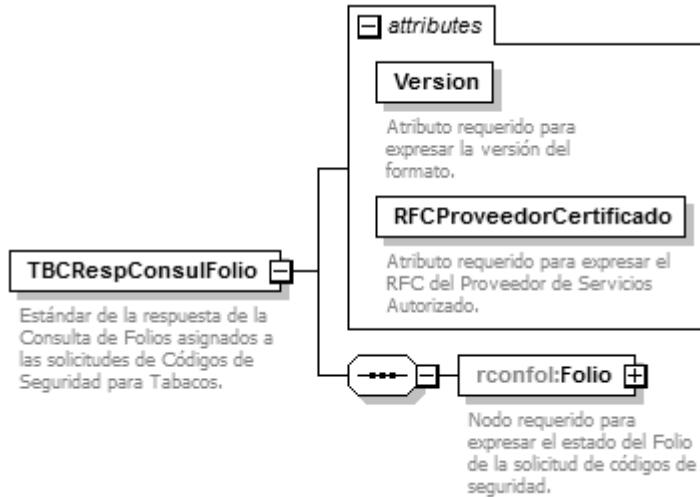 attributes
Version
Atributo requerido para
expresar la versión del
formato.
RFCProveedorCertificado
Atributo requerido para expresar el
RFC del Proveedor de Servicios
Autorizado.
TBCRespConsulFolio
Estándar de la respuesta de la
Consulta de Folios asignados a
las solicitudes de Códigos de
Seguridad para Tabacos.
rconfol:Folio
Nodo requerido para
expresar el estado del Folio
de la solicitud de códigos de
seguridad.